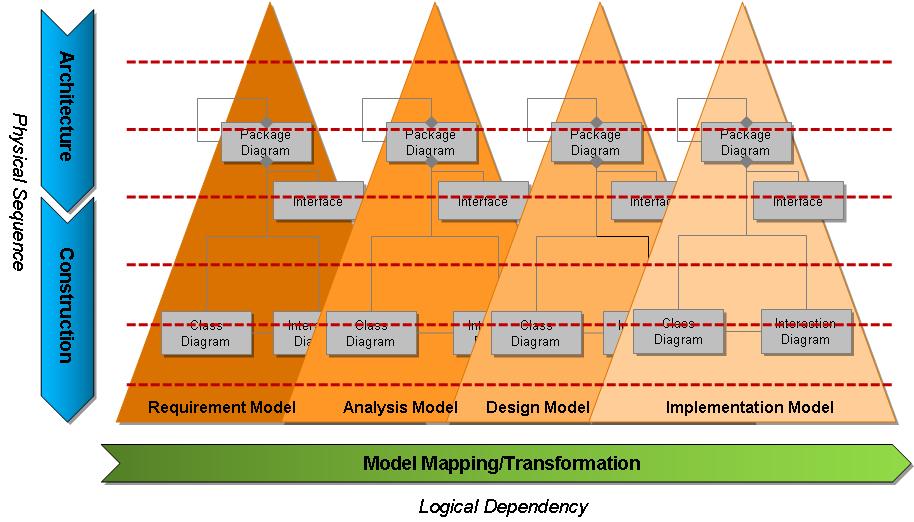 Architecture
Physical Sequence
Construction
Package
Diagram
Package
Diagram
Package
Diagram
Package
Diagram
Interface
Interface
Interfa
Interface
Class
Diagram
Inter
Dia
Class
Diagram
Int
Class
Diagram
Class
Diagram
Interaction
Diagram
Requirement Model
Analysis Model
Design Model
Implementation Model
Model Mapping/Transformation
Logical Dependency